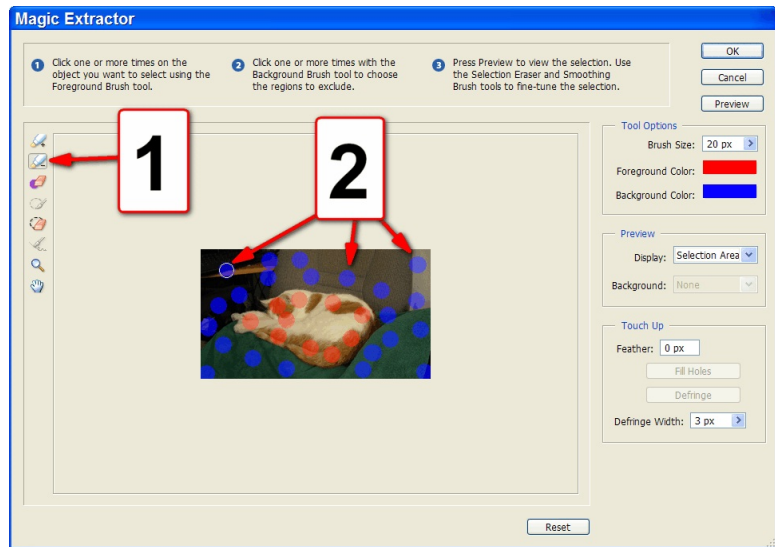 Magic Extractor
1 Click one or more times on the
object you want to select using the
Foreground Brush tool.
2 Click one or more times with the
Background Brush tool to choose
the regions to exclude.
3 Press Preview to view the selection. Use
the Selection Eraser and Smoothing
Brush tools to fine-tune the selection.
OK
Cancel
Preview
1
2
Tool Options
Brush Size: 20 px
Foreground Color:
Background Color:
Preview
Display: Selection Area
Background: None
Touch Up
Feather: 0 px
Fill Holes
Defringe
Defringe Width: 3 px
Reset